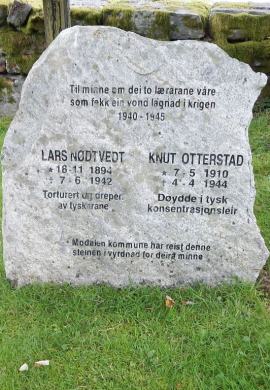 Til minne om dei to lærarane våre
som fekk ein vond lagnad i krigen
1940 - 1945
LARS NØDTVEDT
* 18 - 11 1894
+ 7 - 6 1942
Torturert og drepen
av tyskarane
KNUT OTTERSTAD
* 7 - 5 1910
+ 4 - 4 1944
Døydde i tysk
konsentrasjonsleir
Modalen kommune har reist denne
steinen i vyrdnad for deira minne